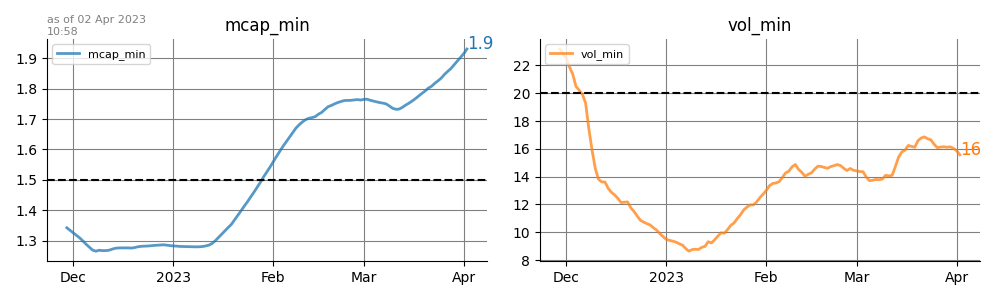 as of 02 Apr 2023
10:58
mcap_min
1.9
mcap_min
1.9
1.8
1.7
1.6
1.5
1.4
1.3
Dec
2023
Feb
Mar
Apr
vol_min
vol_min
22
20
18
16
14
12
10
8
16
Dec
2023
Feb
Mar
Apr